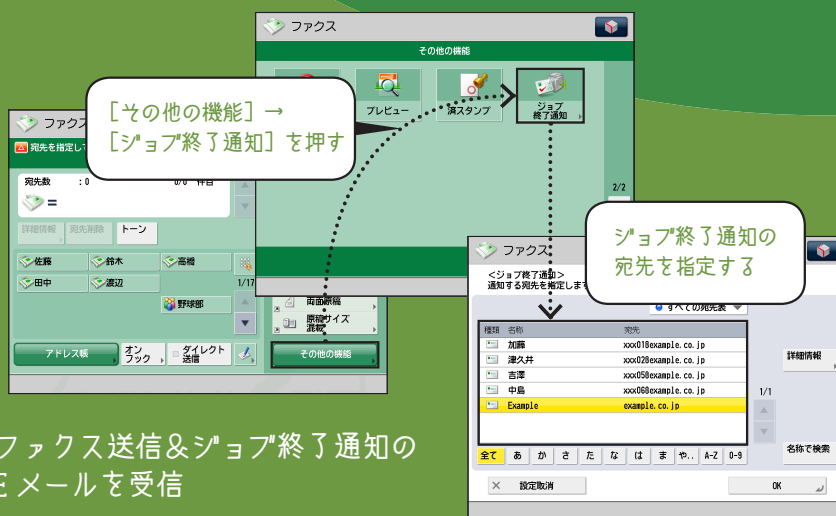 ファクス
その他の機能
プレビュー
済スタンプ
ジョブ
終了通知
[その他の機能] →
[ジョブ終了通知] を押す
2/2
ファクス
宛先を指定し
宛先数 :0
0/0 件目
=
詳細情報
宛先削除
トーン
佐藤
鈴木
高橋
田中
渡辺
1/17
野球部
アドレス帳
オン
フック
ダイレクト
送信
両面原稿
原稿サイズ
混載
その他の機能
ジョブ終了通知の
宛先を指定する
ファクス
<ジョブ終了通知>
通知する宛先を指定しま
すべての宛先表
種類 名称 宛先
加藤 xxx018example.co.jp
津久井 xxx028example.co.jp
吉澤 xxx058example.co.jp
中島 xxx068example.co.jp
Example example.co.jp
詳細情報
1/1
名称で検索
全て あ か さ た な は ま や.. A-Z 0-9
× 設定取消
OK
ファクス送信&ジョブ終了通知の
Eメールを受信